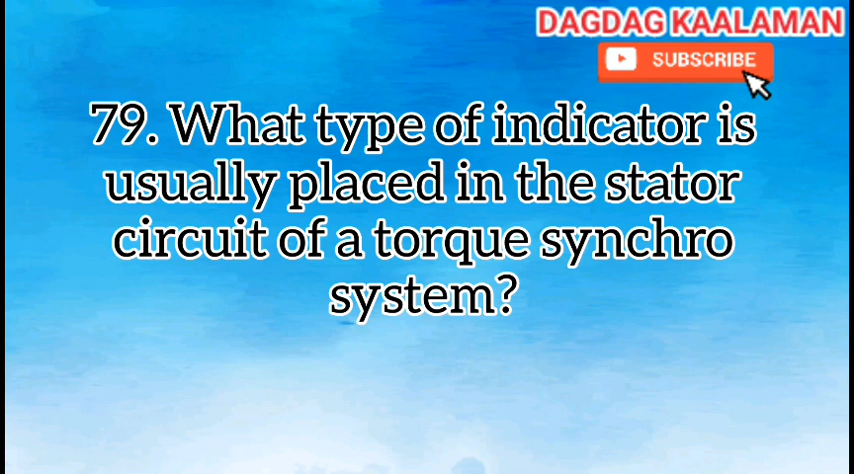 DAGDAG KAALAMAN
SUBSCRIBE
79. What type of indicator is
usually placed in the stator
circuit of a torque synchro
system?